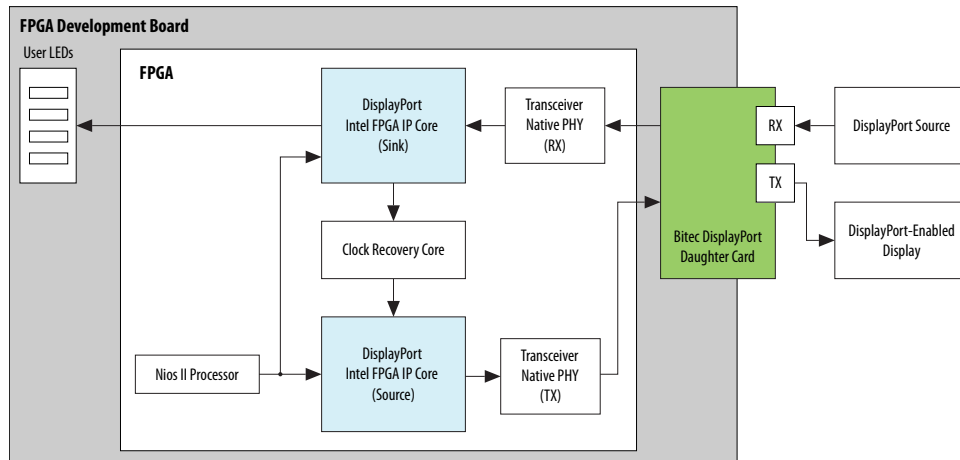 FPGA Development Board
User LEDs
FPGA
DisplayPort
Intel FPGA IP Core
(Sink)
Transceiver
Native PHY
(RX)
RX
DisplayPort Source
TX
Clock Recovery Core
Bitec DisplayPort
Daughter Card
DisplayPort-Enabled
Display
Nios II Processor
DisplayPort
Intel FPGA IP Core
(Source)
Transceiver
Native PHY
(TX)